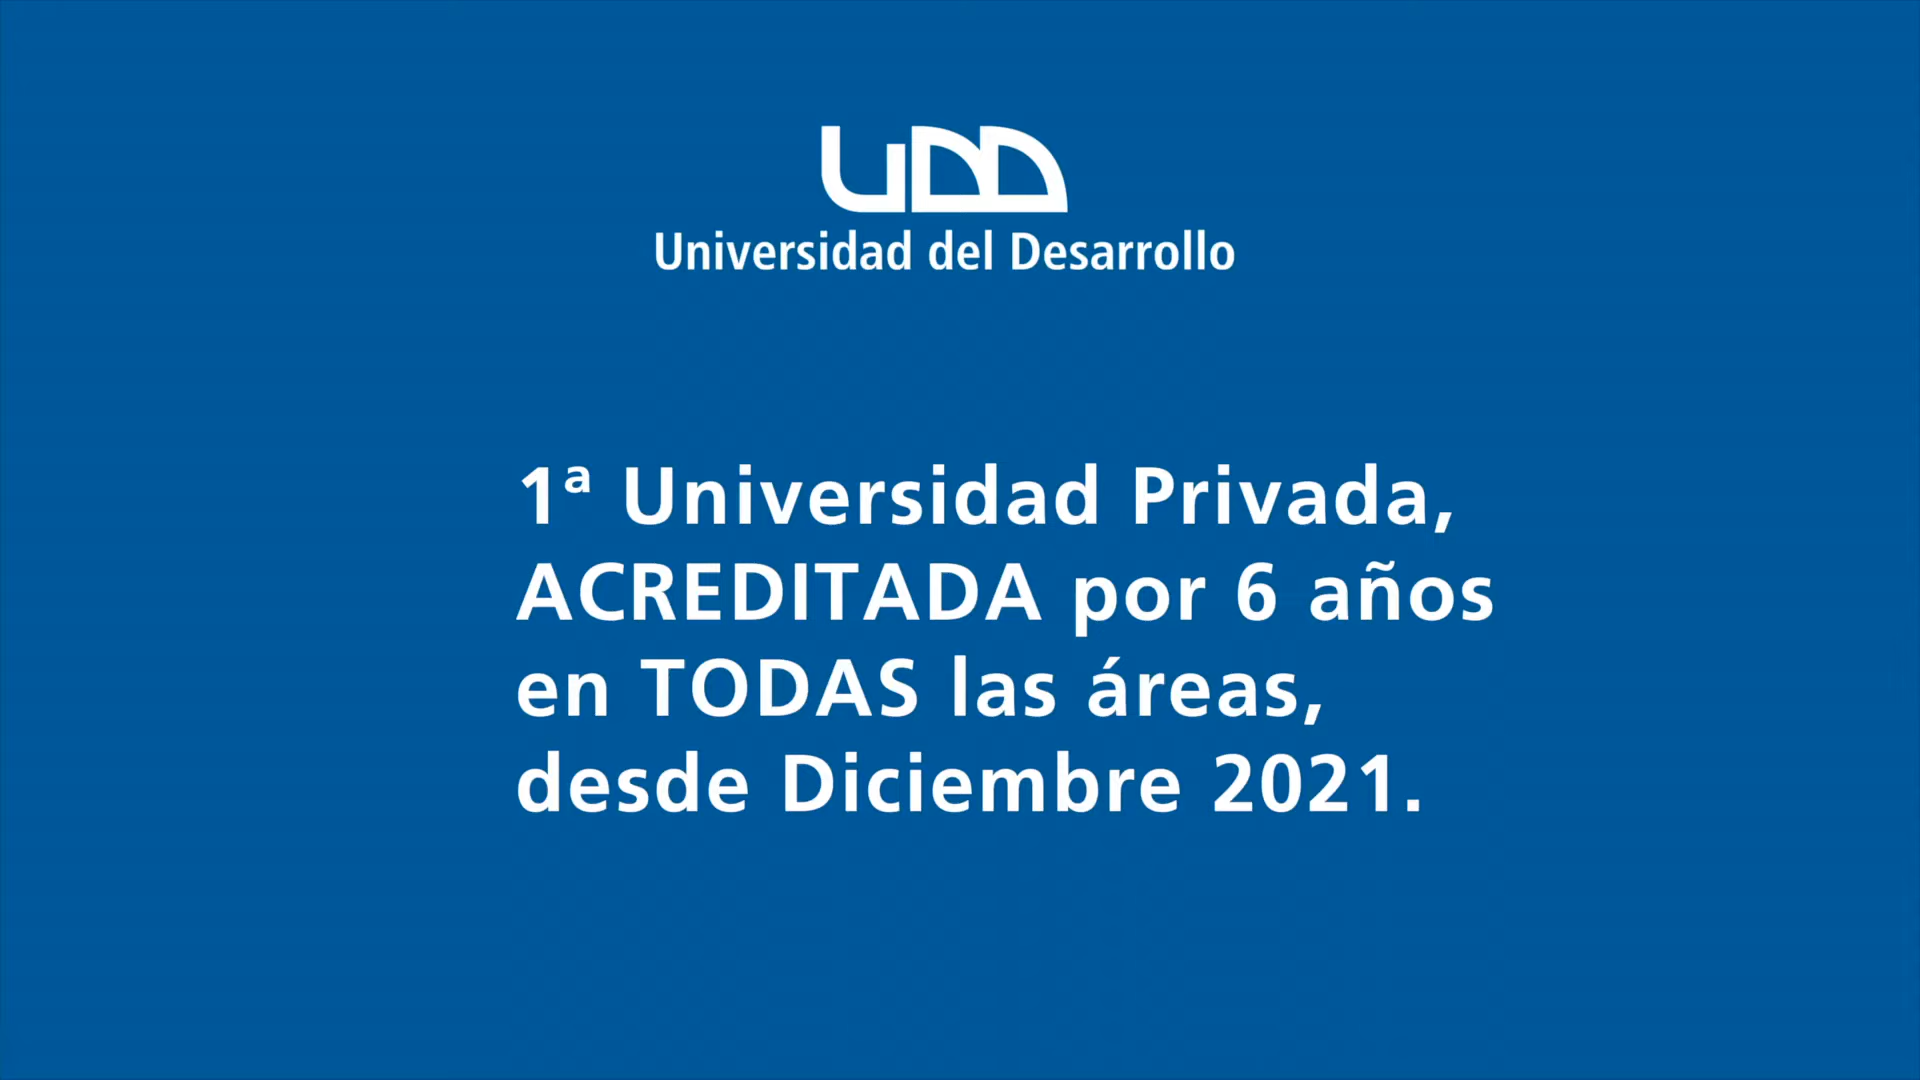 UDD
Universidad del Desarrollo
1ª Universidad Privada,
ACREDITADA por 6 años
en TODAS las áreas,
desde Diciembre 2021.